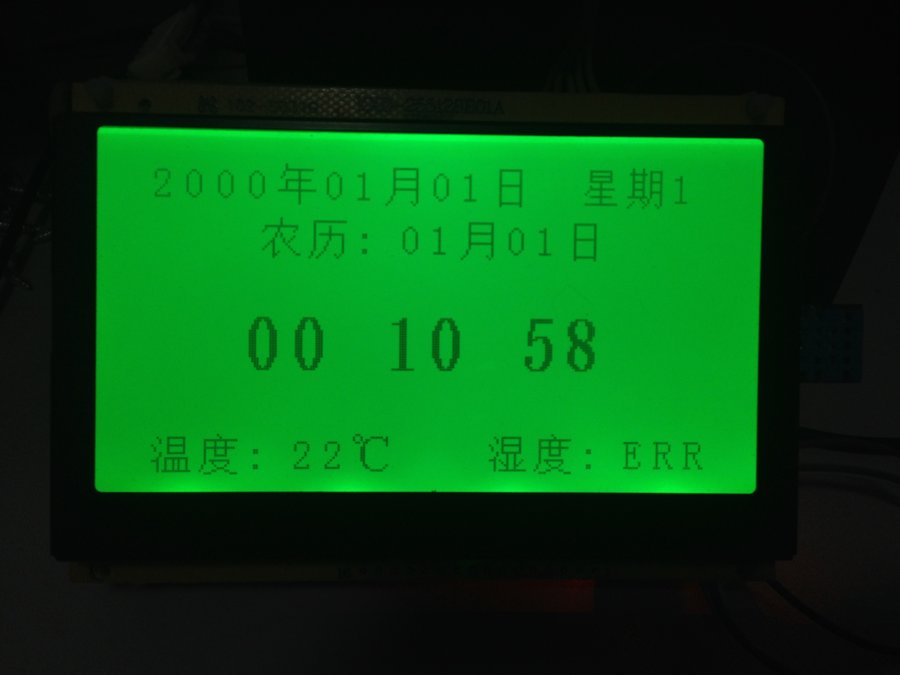 2000年01月01日 星期1
农历: 01月01日
00 10 58
温度: 22℃ 湿度: ERR